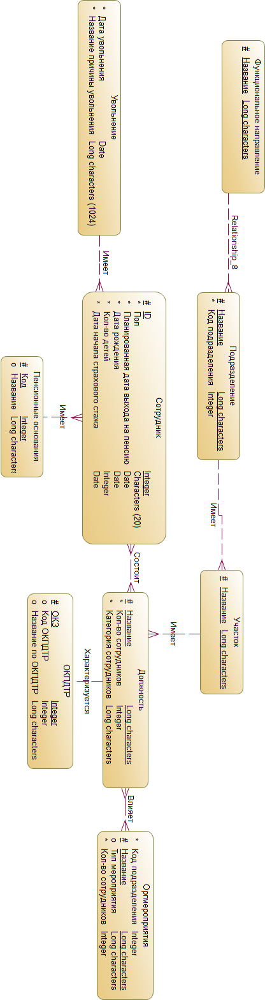 Функциональное направление
# Название Long characters
Relationship_8
Подразделение
# Название Long characters
* Код подразделения Integer
Имеет
Участок
# Название Long characters
Увольнение
* Дата увольнения Date
* Название причины увольнения Long characters (1024)
Имеет
Сотрудник
# ID Integer
* Пол Characters (20)
* Планированная дата выхода на пенсию Date
* Дата рождения Date
* Кол-во детей Integer
* Дата начала страхового стажа Date
Имеет
Пенсионные основания
# Код Integer
o Название Long characters
Состоит
Имеет
Должность
# Название Long characters
* Кол-во сотрудников Integer
* Категория сотрудников Long characters
Характеризуется
ОКПДТР
# ОКЗ Integer
o Код ОКПДТР Integer
o Название по ОКПДТР Long characters
Влияет
Оргмероприятия
* Код подразделения Integer
# Название Long characters
o Тип мероприятия Long characters
* Кол-во сотрудников Integer